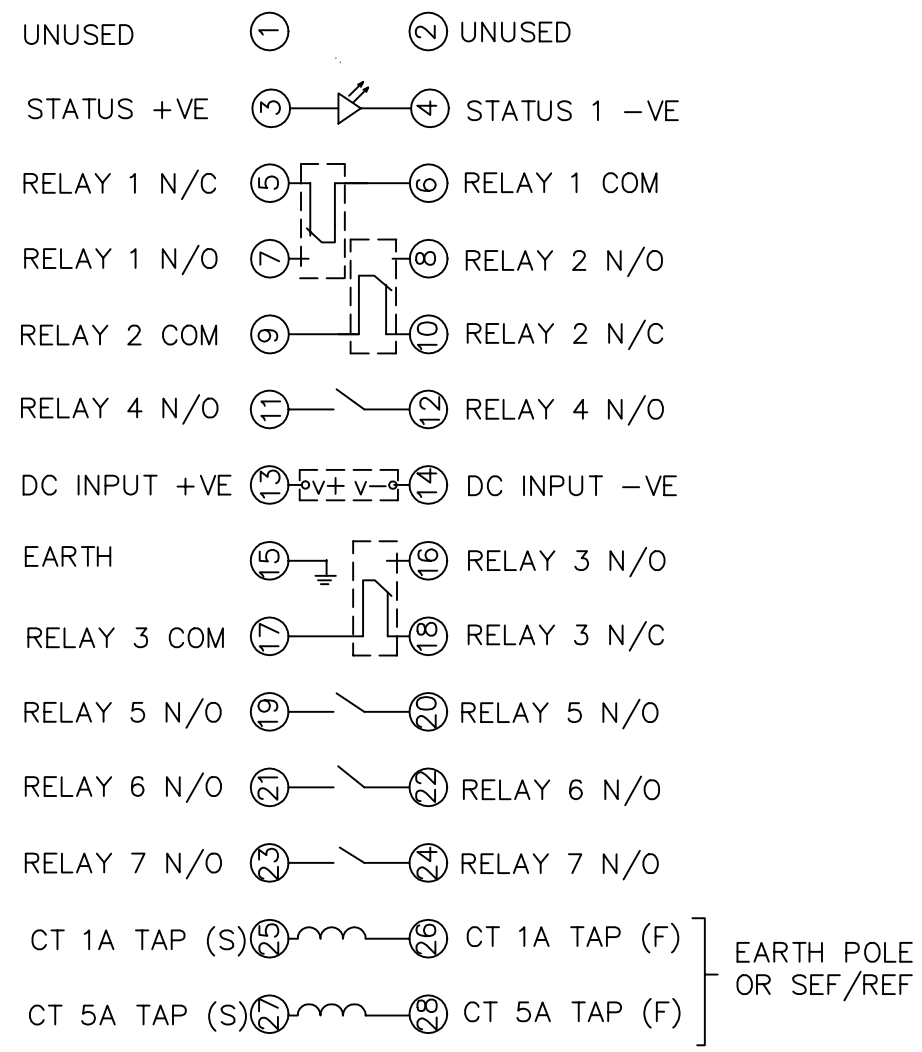 UNUSED 1 2 UNUSED
STATUS +VE 3 4 STATUS 1 −VE
RELAY 1 N/C 5 6 RELAY 1 COM
RELAY 1 N/O 7 8 RELAY 2 N/O
RELAY 2 COM 9 10 RELAY 2 N/C
RELAY 4 N/O 11 12 RELAY 4 N/O
DC INPUT +VE 13 V+ V− 14 DC INPUT −VE
EARTH 15 16 RELAY 3 N/O
RELAY 3 COM 17 18 RELAY 3 N/C
RELAY 5 N/O 19 20 RELAY 5 N/O
RELAY 6 N/O 21 22 RELAY 6 N/O
RELAY 7 N/O 23 24 RELAY 7 N/O
CT 1A TAP (S) 25 26 CT 1A TAP (F)
CT 5A TAP (S) 27 28 CT 5A TAP (F)
EARTH POLE
OR SEF/REF